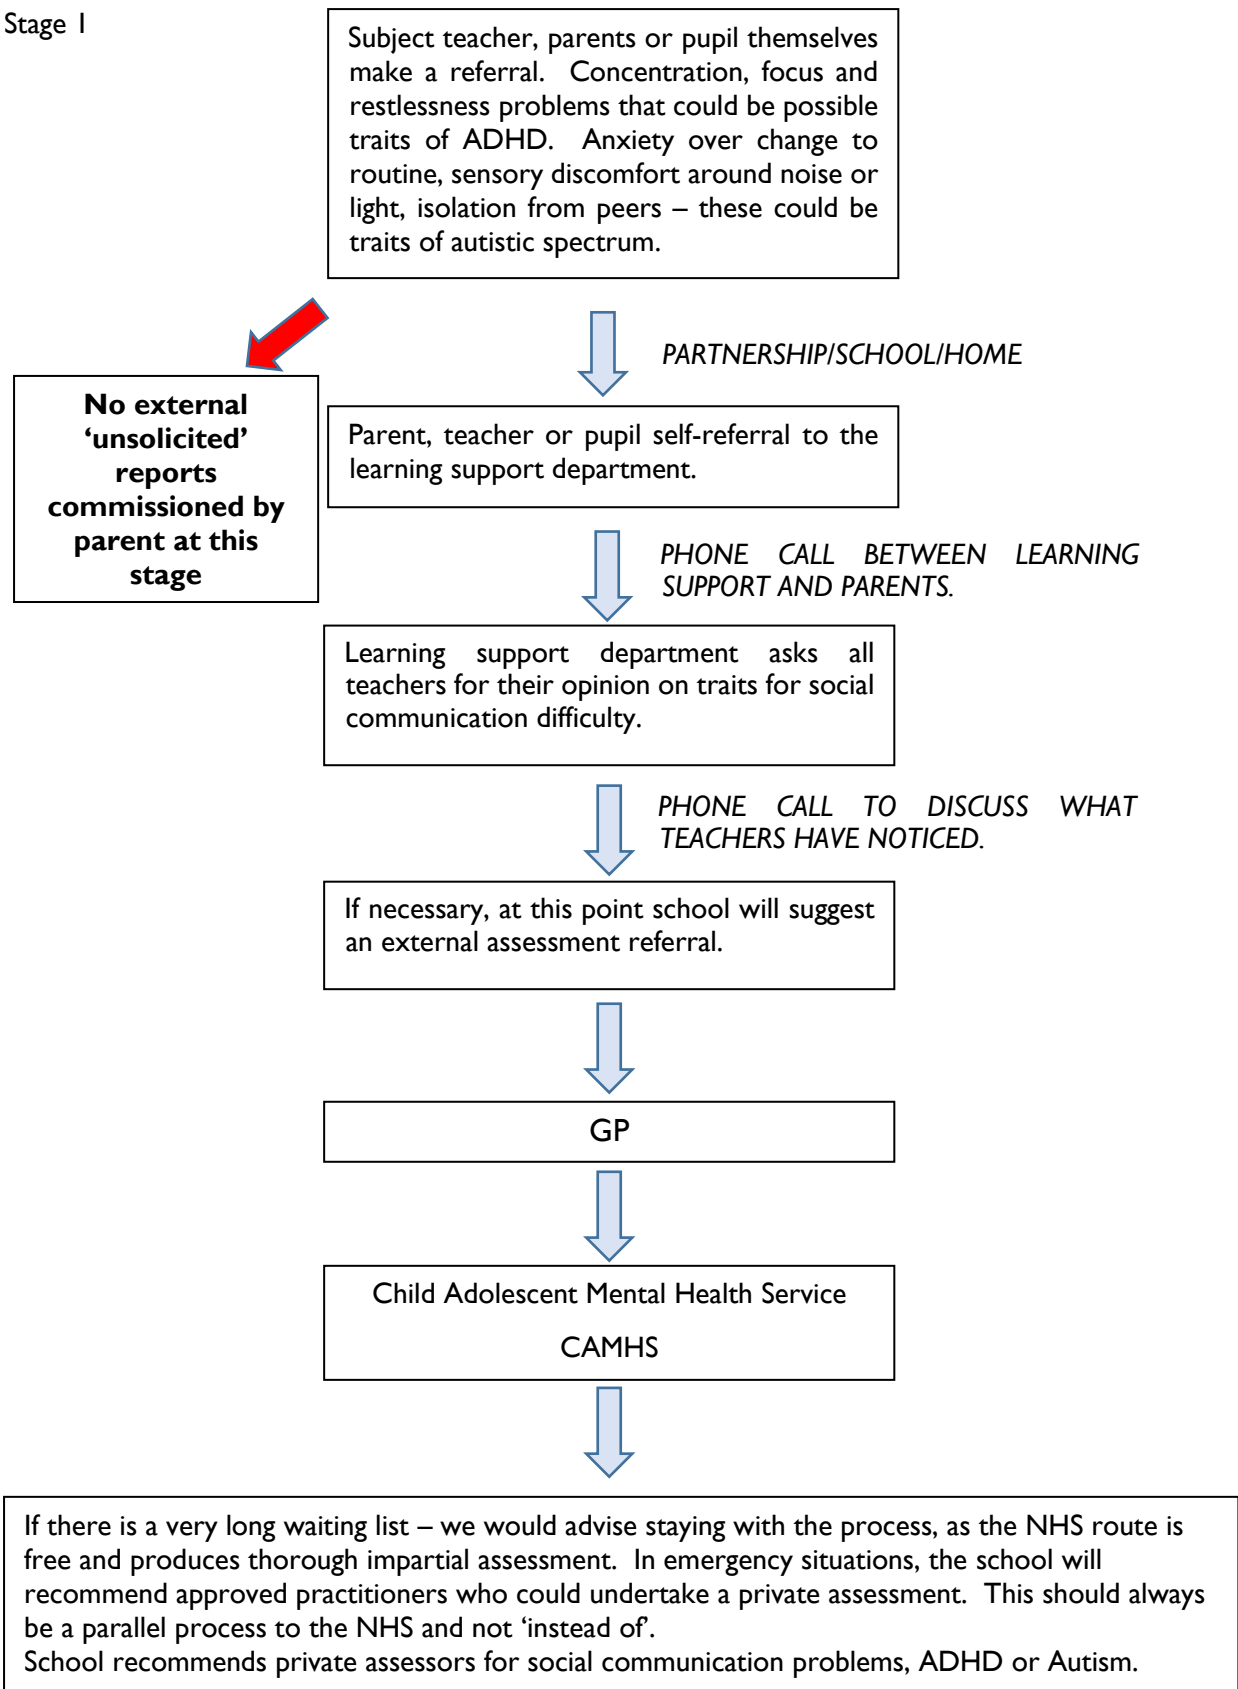 Stage 1
Subject teacher, parents or pupil themselves
make a referral. Concentration, focus and
restlessness problems that could be possible
traits of ADHD. Anxiety over change to
routine, sensory discomfort around noise or
light, isolation from peers – these could be
traits of autistic spectrum.
PARTNERSHIP/SCHOOL/HOME
No external
‘unsolicited’
reports
commissioned by
parent at this
stage
Parent, teacher or pupil self-referral to the
learning support department.
PHONE CALL BETWEEN LEARNING
SUPPORT AND PARENTS.
Learning support department asks all
teachers for their opinion on traits for social
communication difficulty.
PHONE CALL TO DISCUSS WHAT
TEACHERS HAVE NOTICED.
If necessary, at this point school will suggest
an external assessment referral.
GP
Child Adolescent Mental Health Service
CAMHS
If there is a very long waiting list – we would advise staying with the process, as the NHS route is
free and produces thorough impartial assessment. In emergency situations, the school will
recommend approved practitioners who could undertake a private assessment. This should always
be a parallel process to the NHS and not ‘instead of’.
School recommends private assessors for social communication problems, ADHD or Autism.